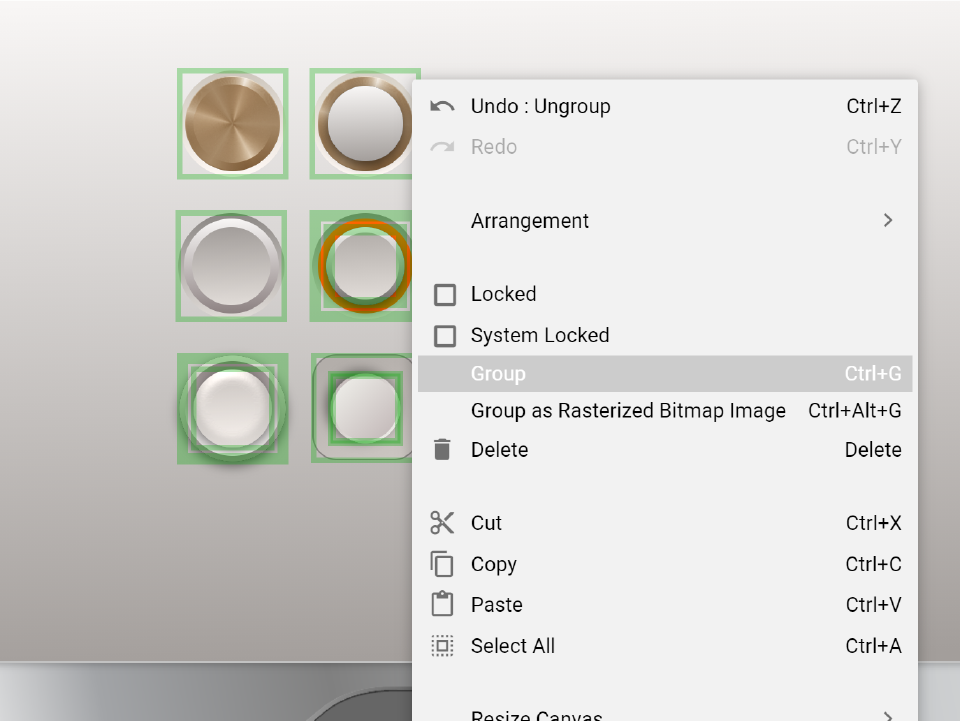 Undo : Ungroup Ctrl+Z
Redo Ctrl+Y
Arrangement
Locked
System Locked
Group Ctrl+G
Group as Rasterized Bitmap Image Ctrl+Alt+G
Delete Delete
Cut Ctrl+X
Copy Ctrl+C
Paste Ctrl+V
Select All Ctrl+A
Resize Canvas